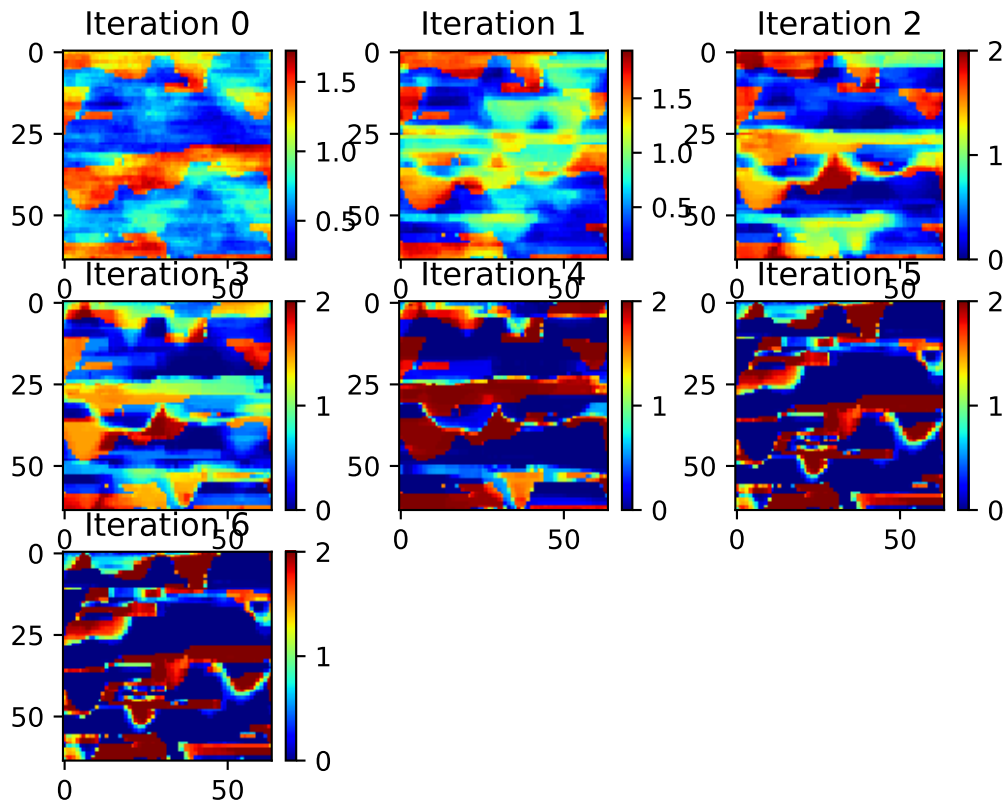 Iteration 0 Iteration 1 Iteration 2
0 0 0 2
1.5 1.5
25 1.0 25 1.0 25 1
50 0.5 50 0.5 50
0
0 50 0 50 0 50
Iteration 3 Iteration 4 Iteration 5
0 2 0 2 0 2
25 1 25 1 25 1
50 50 50
0 0 0
0 50 0 50 0 50
Iteration 6
0 2
25 1
50
0
0 50